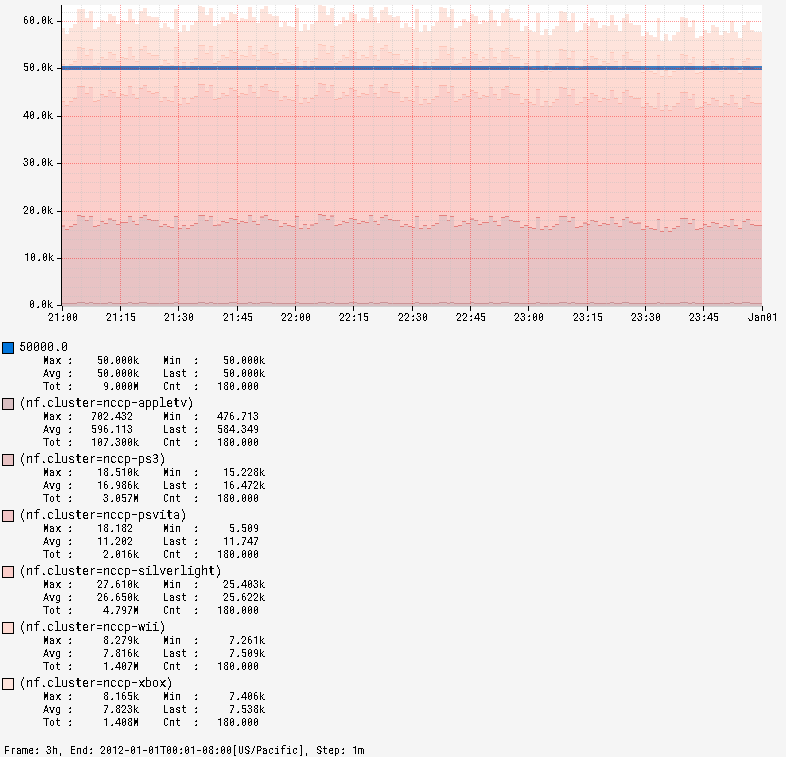 60.0k
50.0k
40.0k
30.0k
20.0k
10.0k
0.0k
21:00 21:15 21:30 21:45 22:00 22:15 22:30 22:45 23:00 23:15 23:30 23:45 Jan01
50000.0
Max : 50.000k Min : 50.000k
Avg : 50.000k Last : 50.000k
Tot : 9.000M Cnt : 180.000
(nf.cluster=nccp-appletv)
Max : 702.432 Min : 476.713
Avg : 596.113 Last : 584.349
Tot : 107.300k Cnt : 180.000
(nf.cluster=nccp-ps3)
Max : 18.510k Min : 15.228k
Avg : 16.986k Last : 16.472k
Tot : 3.057M Cnt : 180.000
(nf.cluster=nccp-psvita)
Max : 18.182 Min : 5.509
Avg : 11.202 Last : 11.747
Tot : 2.016k Cnt : 180.000
(nf.cluster=nccp-silverlight)
Max : 27.610k Min : 25.403k
Avg : 26.650k Last : 25.622k
Tot : 4.797M Cnt : 180.000
(nf.cluster=nccp-wii)
Max : 8.279k Min : 7.261k
Avg : 7.816k Last : 7.509k
Tot : 1.407M Cnt : 180.000
(nf.cluster=nccp-xbox)
Max : 8.165k Min : 7.406k
Avg : 7.823k Last : 7.538k
Tot : 1.408M Cnt : 180.000
Frame: 3h, End: 2012-01-01T00:01-08:00[US/Pacific], Step: 1m